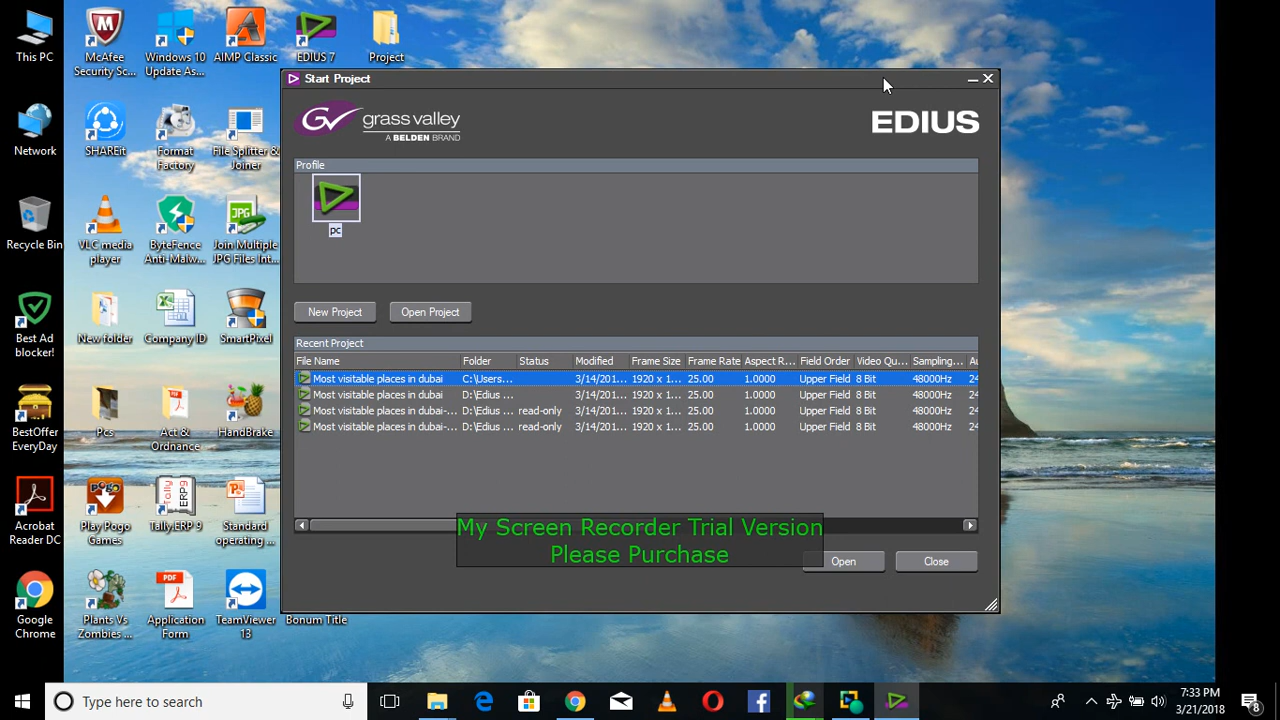 This PC
McAfee
Security Sc...
Windows 10
Update As...
AIMP Classic
EDIUS 7
Project
Network
SHAREit
Format
Factory
File Splitter &
Joiner
Recycle Bin
VLC media
player
ByteFence
Anti-Malw...
Join Multiple
JPG Files Int...
Best Ad
blocker!
New folder
Company ID
SmartPixel
BestOffer
EveryDay
Pcs
Act &
Ordnance
HandBrake
Acrobat
Reader DC
Play Pogo
Games
Tally.ERP 9
Standard
operating ...
Google
Chrome
Plants Vs
Zombies ...
Application
Form
TeamViewer
13
Bonum Title
Start Project
GV grass valley
A BELDEN BRAND
EDIUS
Profile
pc
New Project
Open Project
Recent Project
File Name Folder Status Modified Frame Size Frame Rate Aspect R... Field Order Video Qu... Sampling... Au
Most visitable places in dubai C:\Users... 3/14/201... 1920 x 1... 25.00 1.0000 Upper Field 8 Bit 48000Hz 24
Most visitable places in dubai D:\Edius ... 3/14/201... 1920 x 1... 25.00 1.0000 Upper Field 8 Bit 48000Hz 24
Most visitable places in dubai-... D:\Edius ... read-only 3/14/201... 1920 x 1... 25.00 1.0000 Upper Field 8 Bit 48000Hz 24
Most visitable places in dubai-... D:\Edius ... read-only 3/14/201... 1920 x 1... 25.00 1.0000 Upper Field 8 Bit 48000Hz 24
My Screen Recorder Trial Version
Please Purchase
Open
Close
Type here to search
7:33 PM
3/21/2018
8